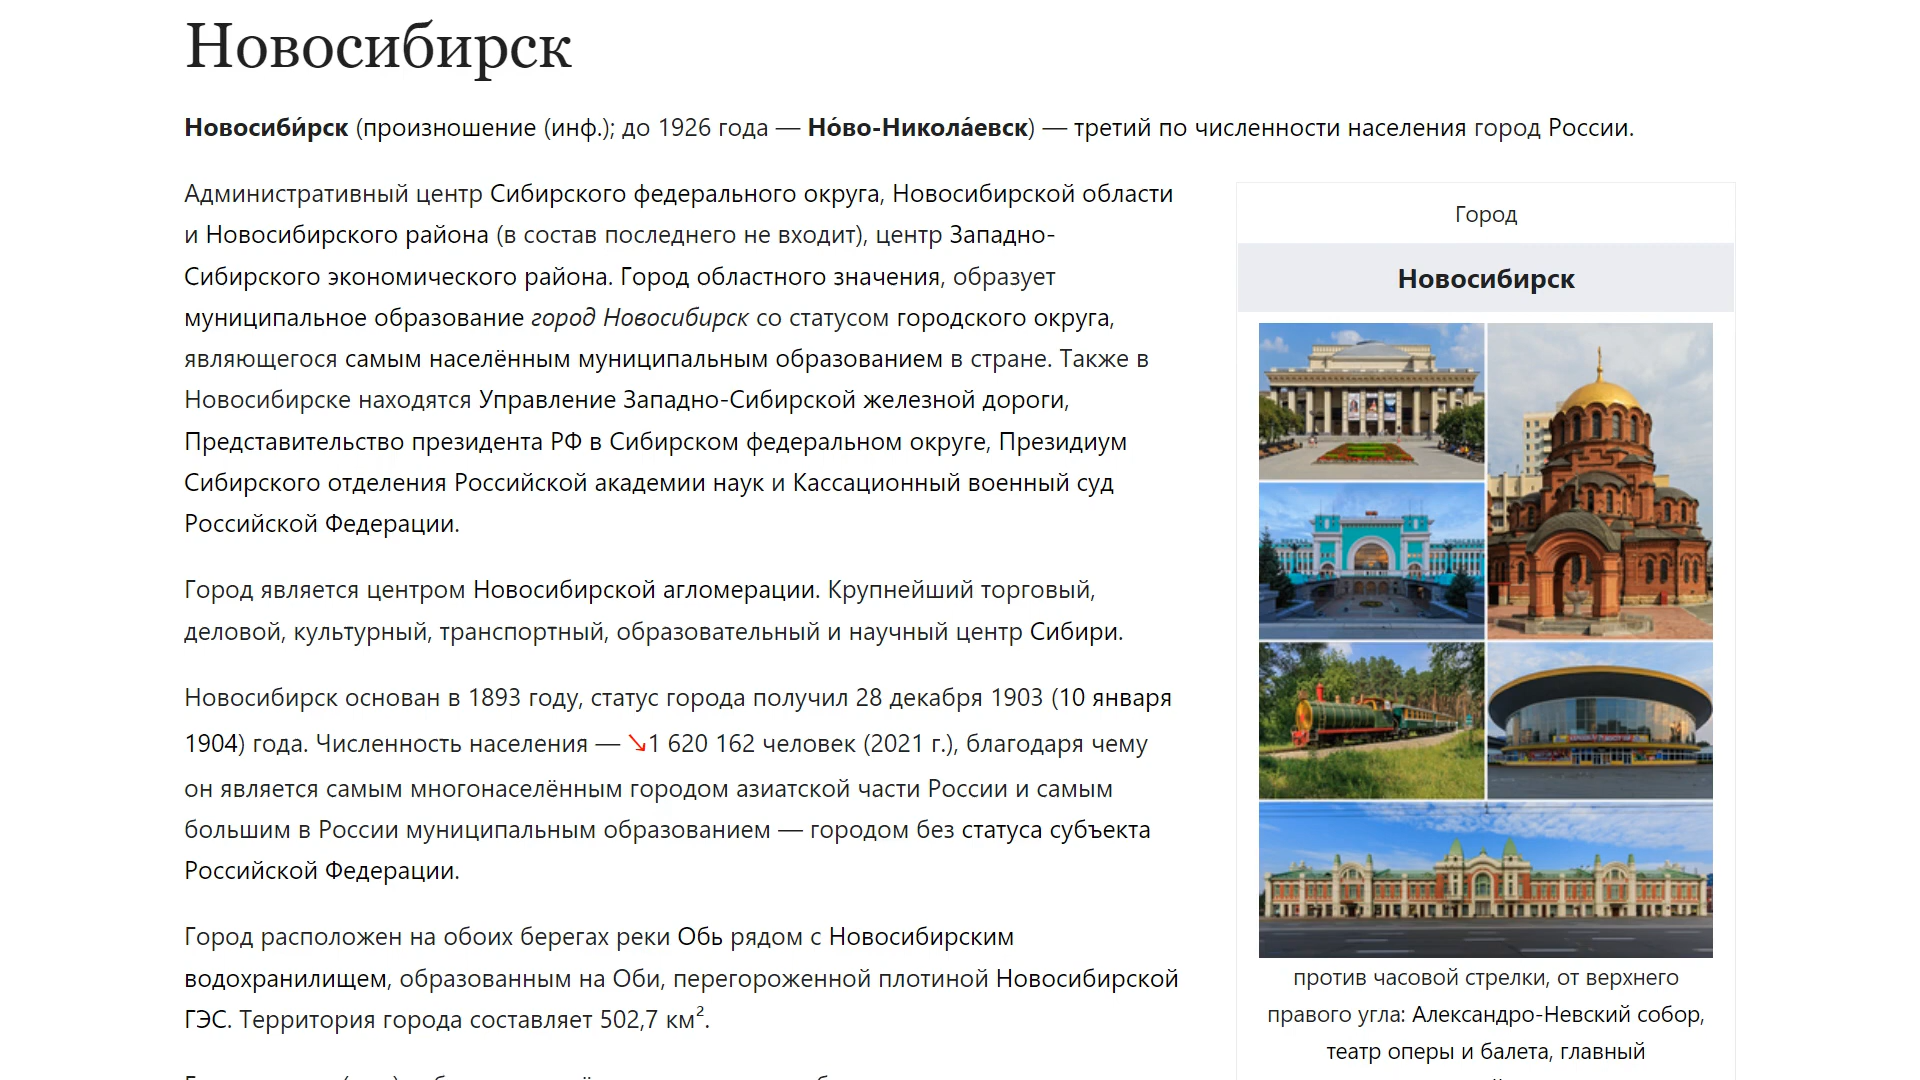 Новосибирск
Новосиби́рск (произношение (инф.); до 1926 года — Но́во-Никола́евск) — третий по численности населения город России.
Административный центр Сибирского федерального округа, Новосибирской области
и Новосибирского района (в состав последнего не входит), центр Западно-
Сибирского экономического района. Город областного значения, образует
муниципальное образование город Новосибирск со статусом городского округа,
являющегося самым населённым муниципальным образованием в стране. Также в
Новосибирске находятся Управление Западно-Сибирской железной дороги,
Представительство президента РФ в Сибирском федеральном округе, Президиум
Сибирского отделения Российской академии наук и Кассационный военный суд
Российской Федерации.
Город является центром Новосибирской агломерации. Крупнейший торговый,
деловой, культурный, транспортный, образовательный и научный центр Сибири.
Новосибирск основан в 1893 году, статус города получил 28 декабря 1903 (10 января
1904) года. Численность населения — ↘1 620 162 человек (2021 г.), благодаря чему
он является самым многонаселённым городом азиатской части России и самым
большим в России муниципальным образованием — городом без статуса субъекта
Российской Федерации.
Город расположен на обоих берегах реки Обь рядом с Новосибирским
водохранилищем, образованным на Оби, перегороженной плотиной Новосибирской
ГЭС. Территория города составляет 502,7 км².
Город
Новосибирск
против часовой стрелки, от верхнего
правого угла: Александро-Невский собор,
театр оперы и балета, главный